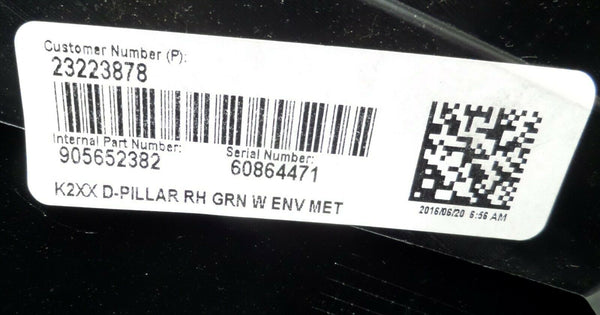 Customer Number (P):
23223878
Internal Part Number:
905652382
Serial Number:
60864471
K2XX D-PILLAR RH GRN W ENV MET
2016/06/20 6:56 AM